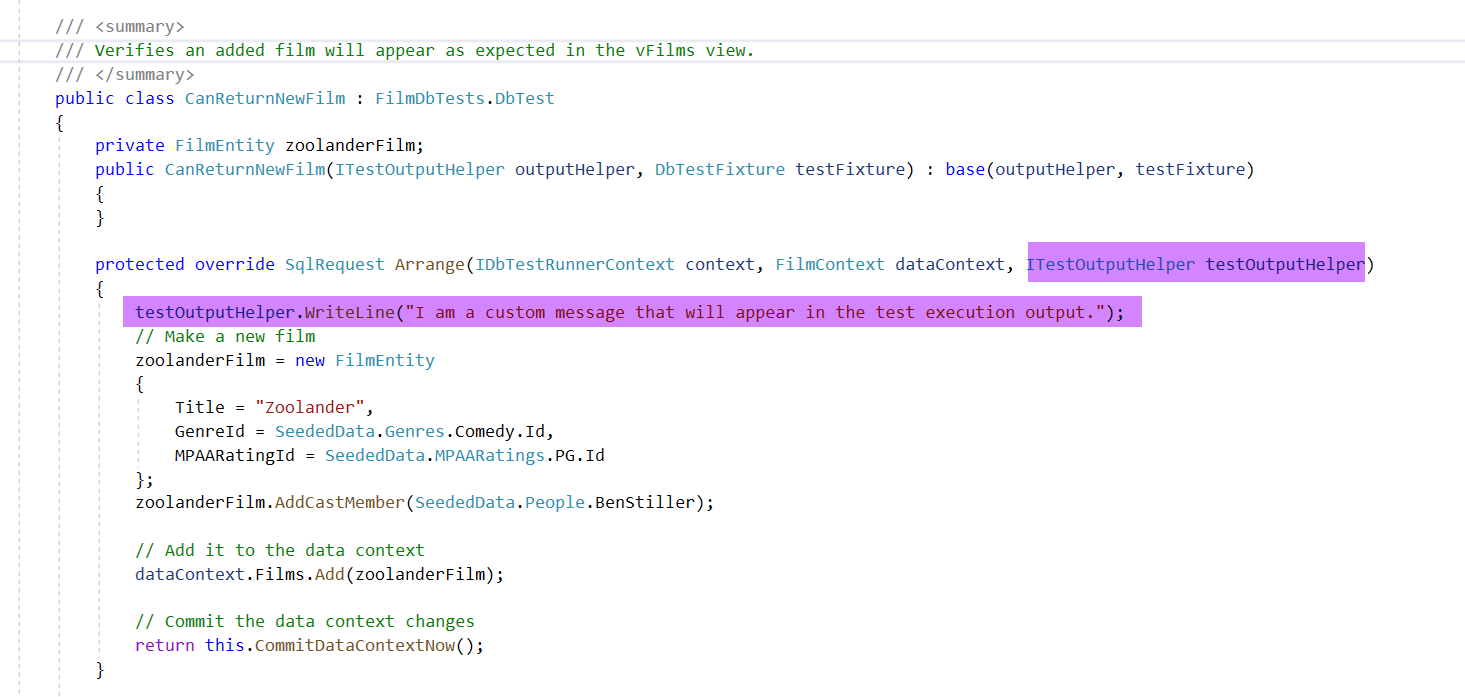 /// <summary>
/// Verifies an added film will appear as expected in the vFilms view.
/// </summary>
public class CanReturnNewFilm : FilmDbTests.DbTest
{
private FilmEntity zoolanderFilm;
public CanReturnNewFilm(ITestOutputHelper outputHelper, DbTestFixture testFixture) : base(outputHelper, testFixture)
{
}
protected override SqlRequest Arrange(IDbTestRunnerContext context, FilmContext dataContext, ITestOutputHelper testOutputHelper)
{
testOutputHelper.WriteLine("I am a custom message that will appear in the test execution output.");
// Make a new film
zoolanderFilm = new FilmEntity
{
Title = "Zoolander",
GenreId = SeededData.Genres.Comedy.Id,
MPAARatingId = SeededData.MPAARatings.PG.Id
};
zoolanderFilm.AddCastMember(SeededData.People.BenStiller);
// Add it to the data context
dataContext.Films.Add(zoolanderFilm);
// Commit the data context changes
return this.CommitDataContextNow();
}